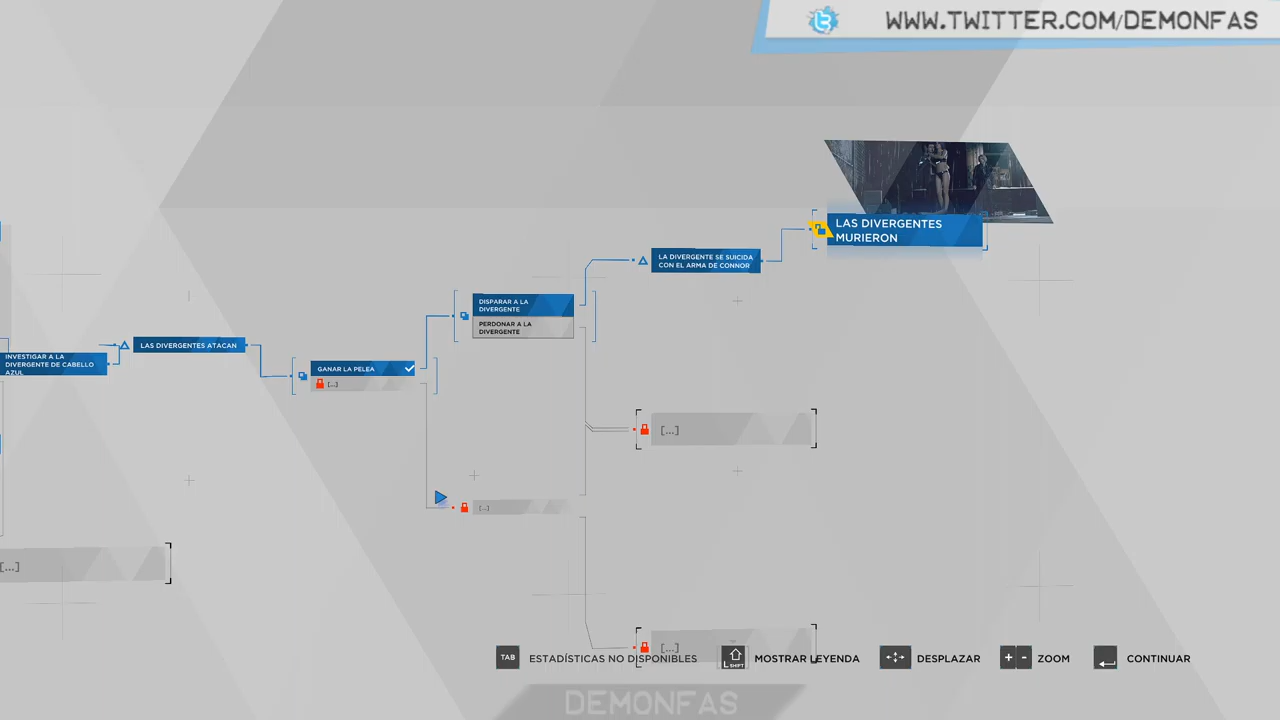 WWW.TWITTER.COM/DEMONFAS
LAS DIVERGENTES
MURIERON
LA DIVERGENTE SE SUICIDA
CON EL ARMA DE CONNOR
DISPARAR A LA
DIVERGENTE
PERDONAR A LA
DIVERGENTE
LAS DIVERGENTES ATACAN
INVESTIGAR A LA
DIVERGENTE DE CABELLO
AZUL
GANAR LA PELEA
[...]
[...]
[...]
[...]
[...]
TAB ESTADÍSTICAS NO DISPONIBLES
L SHIFT MOSTRAR LEYENDA
DESPLAZAR
+ - ZOOM
CONTINUAR
DEMONFAS